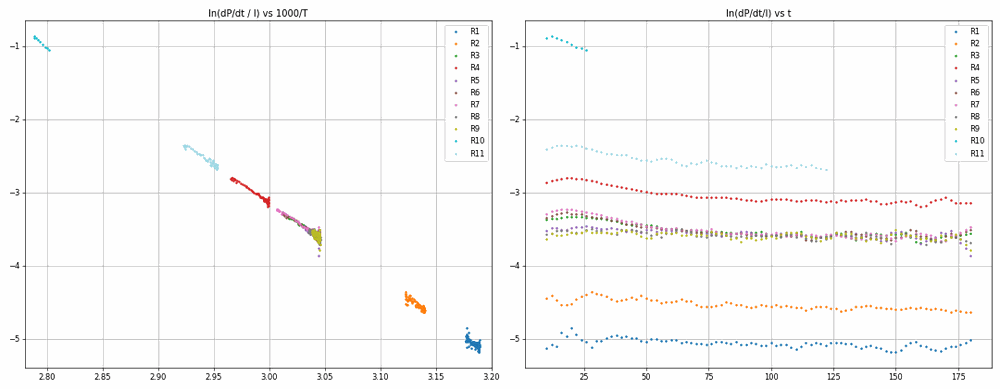 ln(dP/dt / I) vs 1000/T
−1
−2
−3
−4
−5
2.80
2.85
2.90
2.95
3.00
3.05
3.10
3.15
3.20
R1
R2
R3
R4
R5
R6
R7
R8
R9
R10
R11
ln(dP/dt/I) vs t
−1
−2
−3
−4
−5
0
25
50
75
100
125
150
175
R1
R2
R3
R4
R5
R6
R7
R8
R9
R10
R11